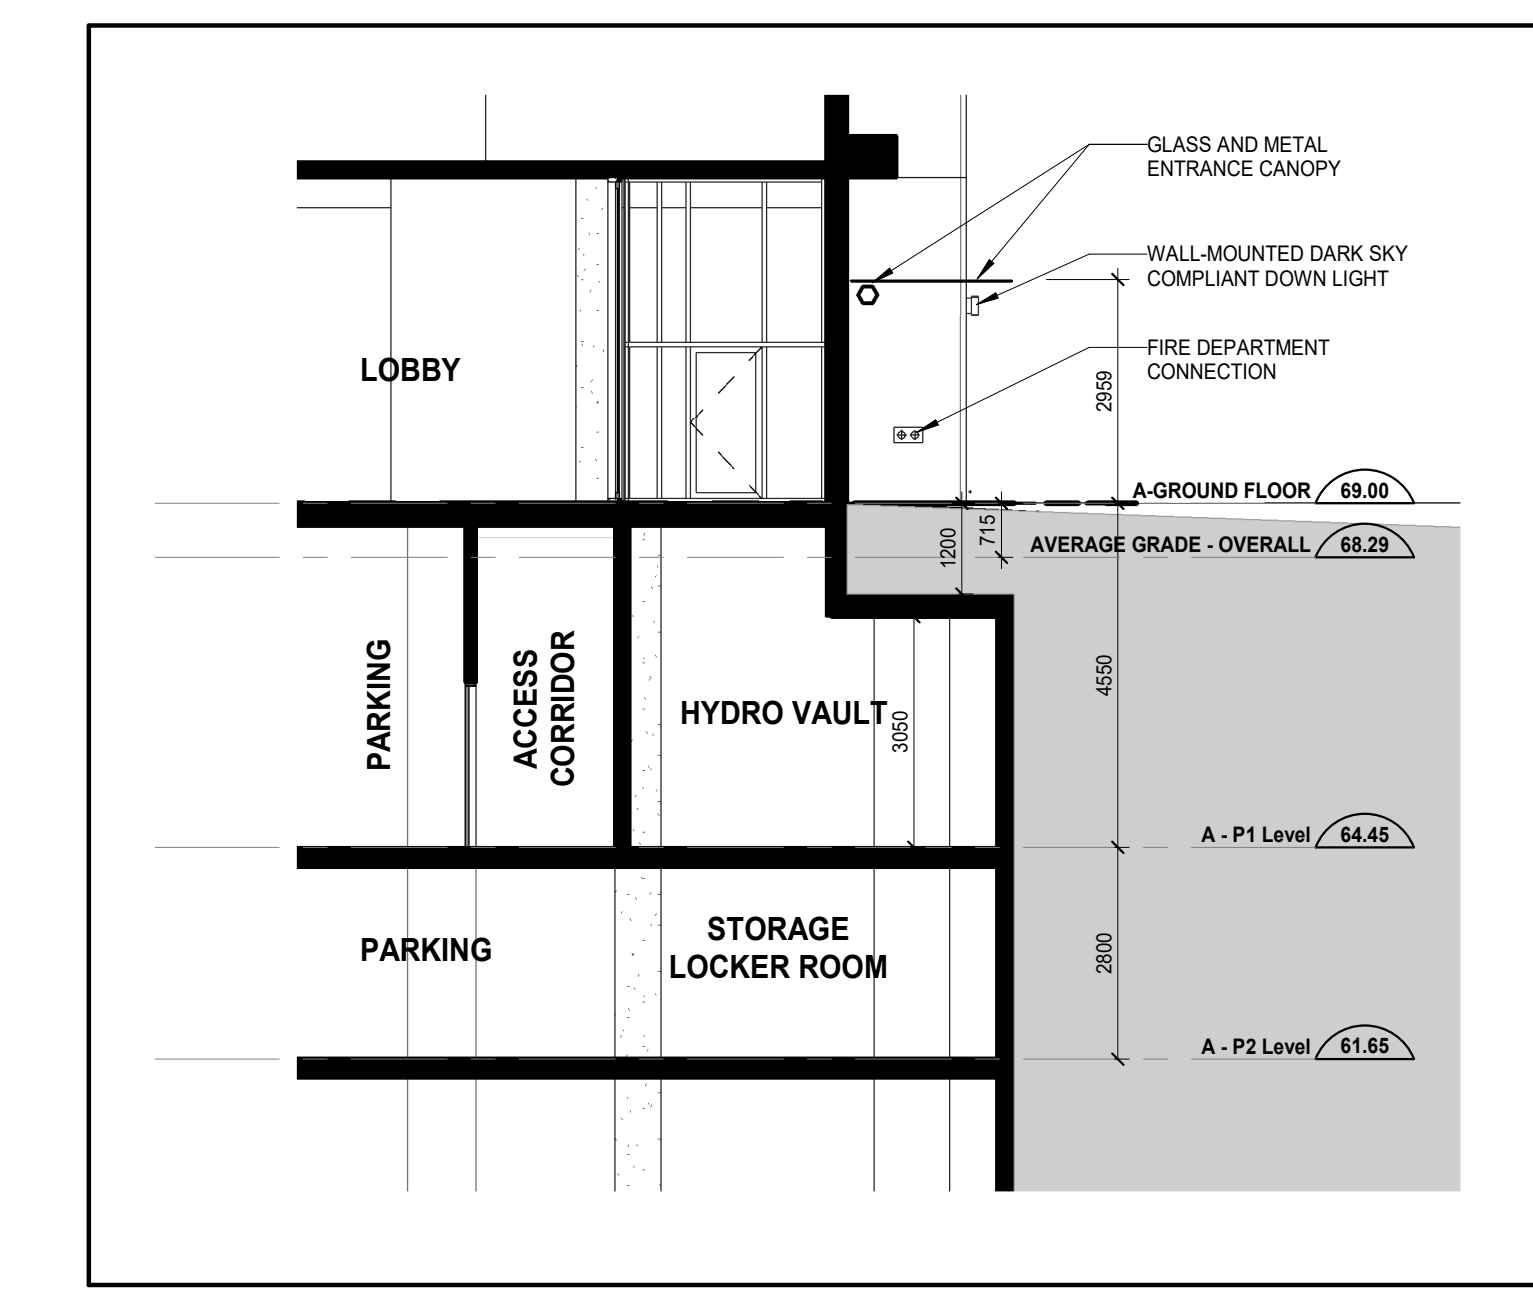 GLASS AND METAL
ENTRANCE CANOPY
WALL-MOUNTED DARK SKY
COMPLIANT DOWN LIGHT
FIRE DEPARTMENT
CONNECTION
LOBBY
2959
A-GROUND FLOOR 69.00
1200
715
AVERAGE GRADE - OVERALL 68.29
PARKING
ACCESS
CORRIDOR
HYDRO VAULT
3050
4550
A - P1 Level 64.45
PARKING
STORAGE
LOCKER ROOM
2800
A - P2 Level 61.65